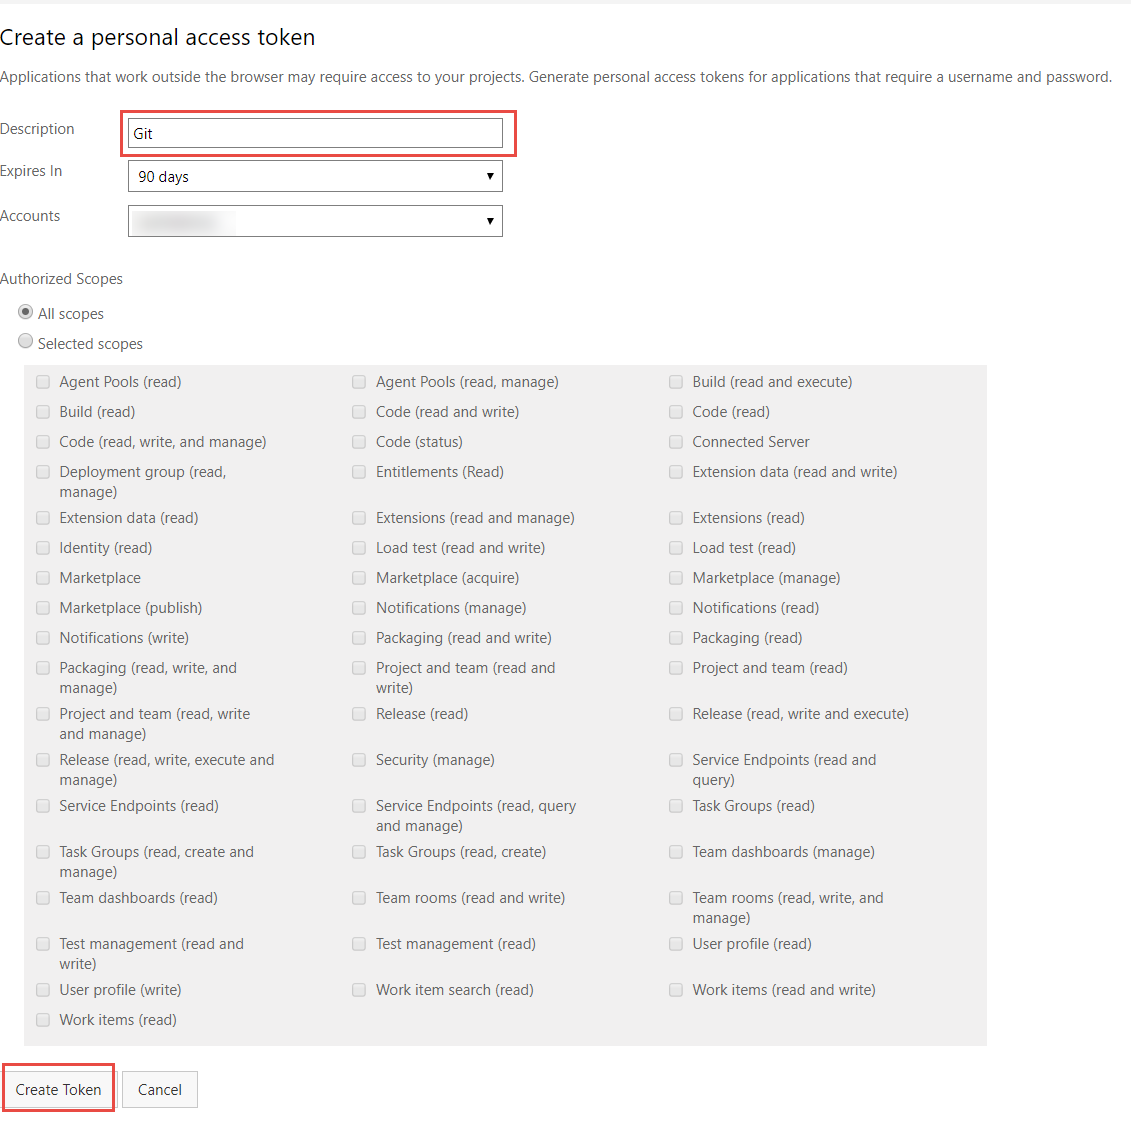 Create a personal access token
Applications that work outside the browser may require access to your projects. Generate personal access tokens for applications that require a username and password.
Description
Git
Expires In
90 days
Accounts
Authorized Scopes
All scopes
Selected scopes
Agent Pools (read)
Agent Pools (read, manage)
Build (read and execute)
Build (read)
Code (read and write)
Code (read)
Code (read, write, and manage)
Code (status)
Connected Server
Deployment group (read,
manage)
Entitlements (Read)
Extension data (read and write)
Extension data (read)
Extensions (read and manage)
Extensions (read)
Identity (read)
Load test (read and write)
Load test (read)
Marketplace
Marketplace (acquire)
Marketplace (manage)
Marketplace (publish)
Notifications (manage)
Notifications (read)
Notifications (write)
Packaging (read and write)
Packaging (read)
Packaging (read, write, and
manage)
Project and team (read and
write)
Project and team (read)
Project and team (read, write
and manage)
Release (read)
Release (read, write and execute)
Release (read, write, execute and
manage)
Security (manage)
Service Endpoints (read and
query)
Service Endpoints (read)
Service Endpoints (read, query
and manage)
Task Groups (read)
Task Groups (read, create and
manage)
Task Groups (read, create)
Team dashboards (manage)
Team dashboards (read)
Team rooms (read and write)
Team rooms (read, write, and
manage)
Test management (read and
write)
Test management (read)
User profile (read)
User profile (write)
Work item search (read)
Work items (read and write)
Work items (read)
Create Token
Cancel